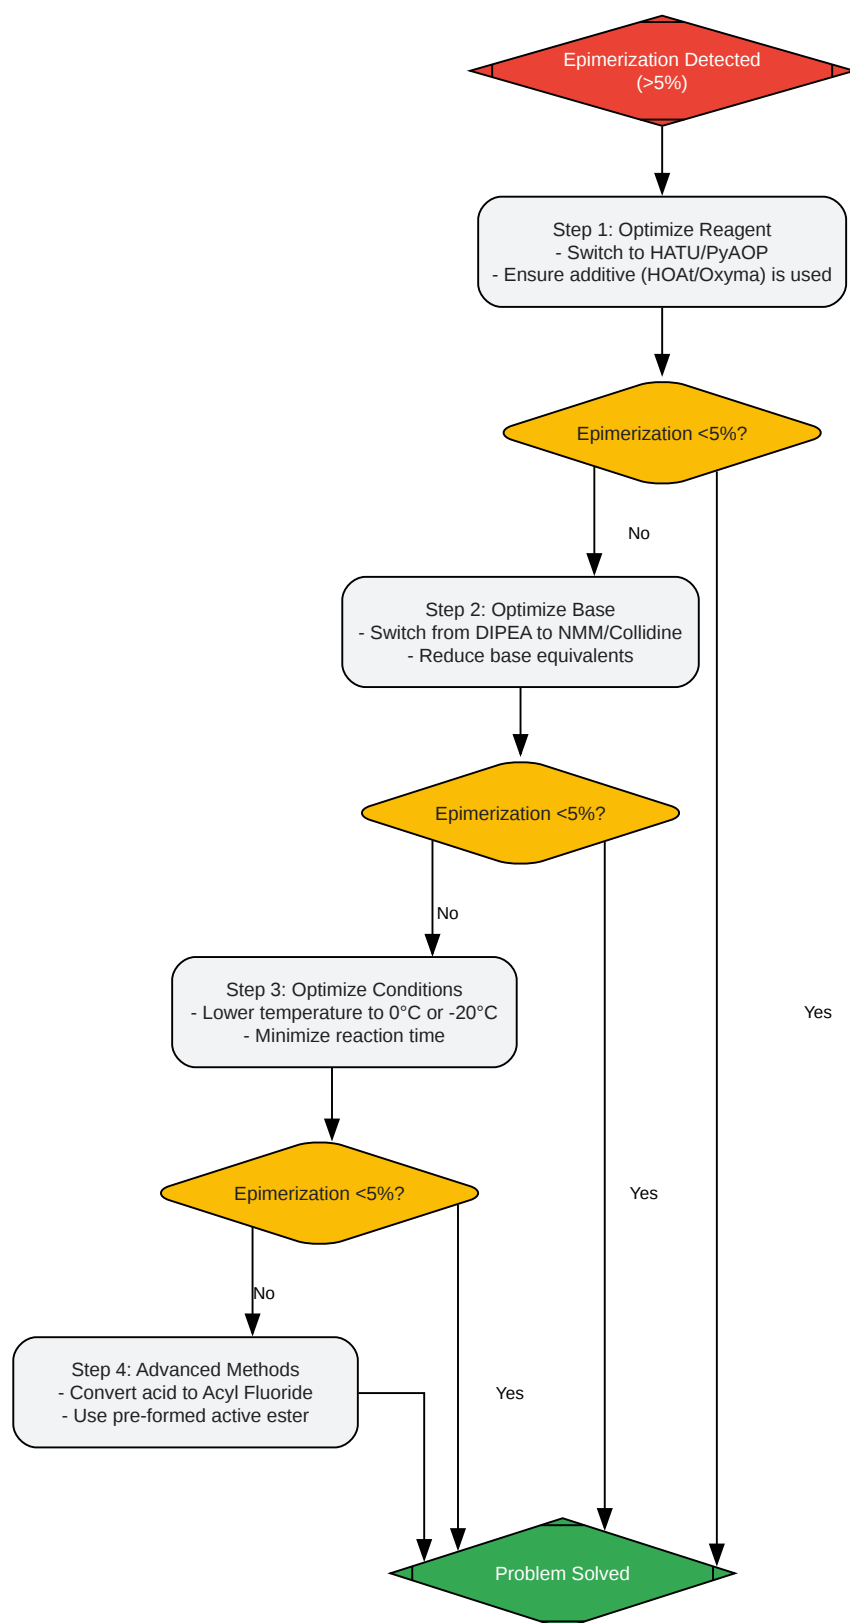 Epimerization Detected
(>5%)
Step 1: Optimize Reagent
- Switch to HATU/PyAOP
- Ensure additive (HOAt/Oxyma) is used
Epimerization <5%?
No
Step 2: Optimize Base
- Switch from DIPEA to NMM/Collidine
- Reduce base equivalents
Epimerization <5%?
No
Step 3: Optimize Conditions
- Lower temperature to 0°C or -20°C
- Minimize reaction time
Yes
Epimerization <5%?
Yes
No
Step 4: Advanced Methods
- Convert acid to Acyl Fluoride
- Use pre-formed active ester
Yes
Problem Solved